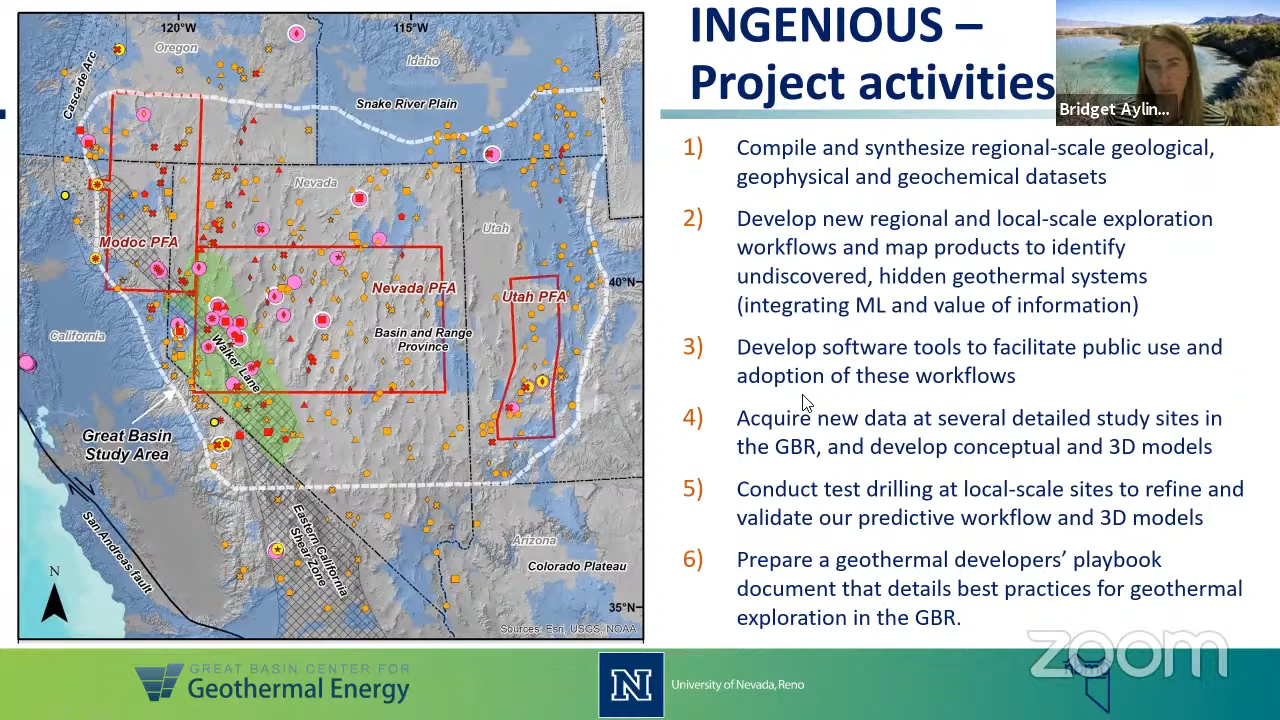 INGENIOUS –
Project activities
Bridget Aylin...
1) Compile and synthesize regional-scale geological,
geophysical and geochemical datasets
2) Develop new regional and local-scale exploration
workflows and map products to identify
undiscovered, hidden geothermal systems
(integrating ML and value of information)
3) Develop software tools to facilitate public use and
adoption of these workflows
4) Acquire new data at several detailed study sites in
the GBR, and develop conceptual and 3D models
5) Conduct test drilling at local-scale sites to refine and
validate our predictive workflow and 3D models
6) Prepare a geothermal developers’ playbook
document that details best practices for geothermal
exploration in the GBR.
120°W
115°W
Oregon
Idaho
Cascade Arc
Snake River Plain
Nevada
Utah
Modoc PFA
40°N
Nevada PFA
Utah PFA
California
Basin and Range
Province
Walker Lane
Great Basin
Study Area
San Andreas fault
Eastern California
Shear Zone
Arizona
Colorado Plateau
N
35°N
Sources: Esri, USGS, NOAA
GREAT BASIN CENTER FOR
Geothermal Energy
N
University of Nevada, Reno
zoom